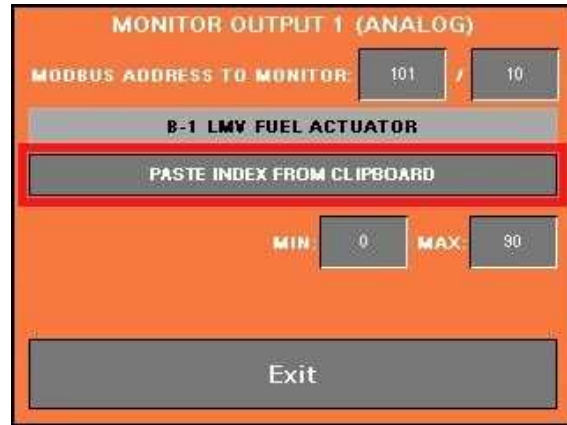 MONITOR OUTPUT 1 (ANALOG)
MODBUS ADDRESS TO MONITOR: 101 / 10
B-1 LMV FUEL ACTUATOR
PASTE INDEX FROM CLIPBOARD
MIN: 0 MAX: 90
Exit